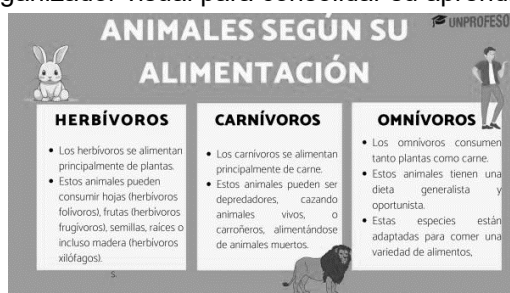 ganizador visual para consolidar su aprend
UNPROFESO
ANIMALES SEGÚN SU
ALIMENTACIÓN
HERBÍVOROS
• Los herbívoros se alimentan
principalmente de plantas.
• Estos animales pueden
consumir hojas (herbívoros
folívoros), frutas (herbívoros
frugívoros), semillas, raíces o
incluso madera (herbívoros
xilófagos).
S.
CARNÍVOROS
• Los carnívoros se alimentan
principalmente de carne.
• Estos animales pueden ser
depredadores, cazando
animales vivos, o
carroñeros, alimentándose
de animales muertos.
OMNÍVOROS
• Los omnívoros consumen
tanto plantas como carne.
• Estos animales tienen una
dieta generalista y
oportunista.
• Estas especies están
adaptadas para comer una
variedad de alimentos,